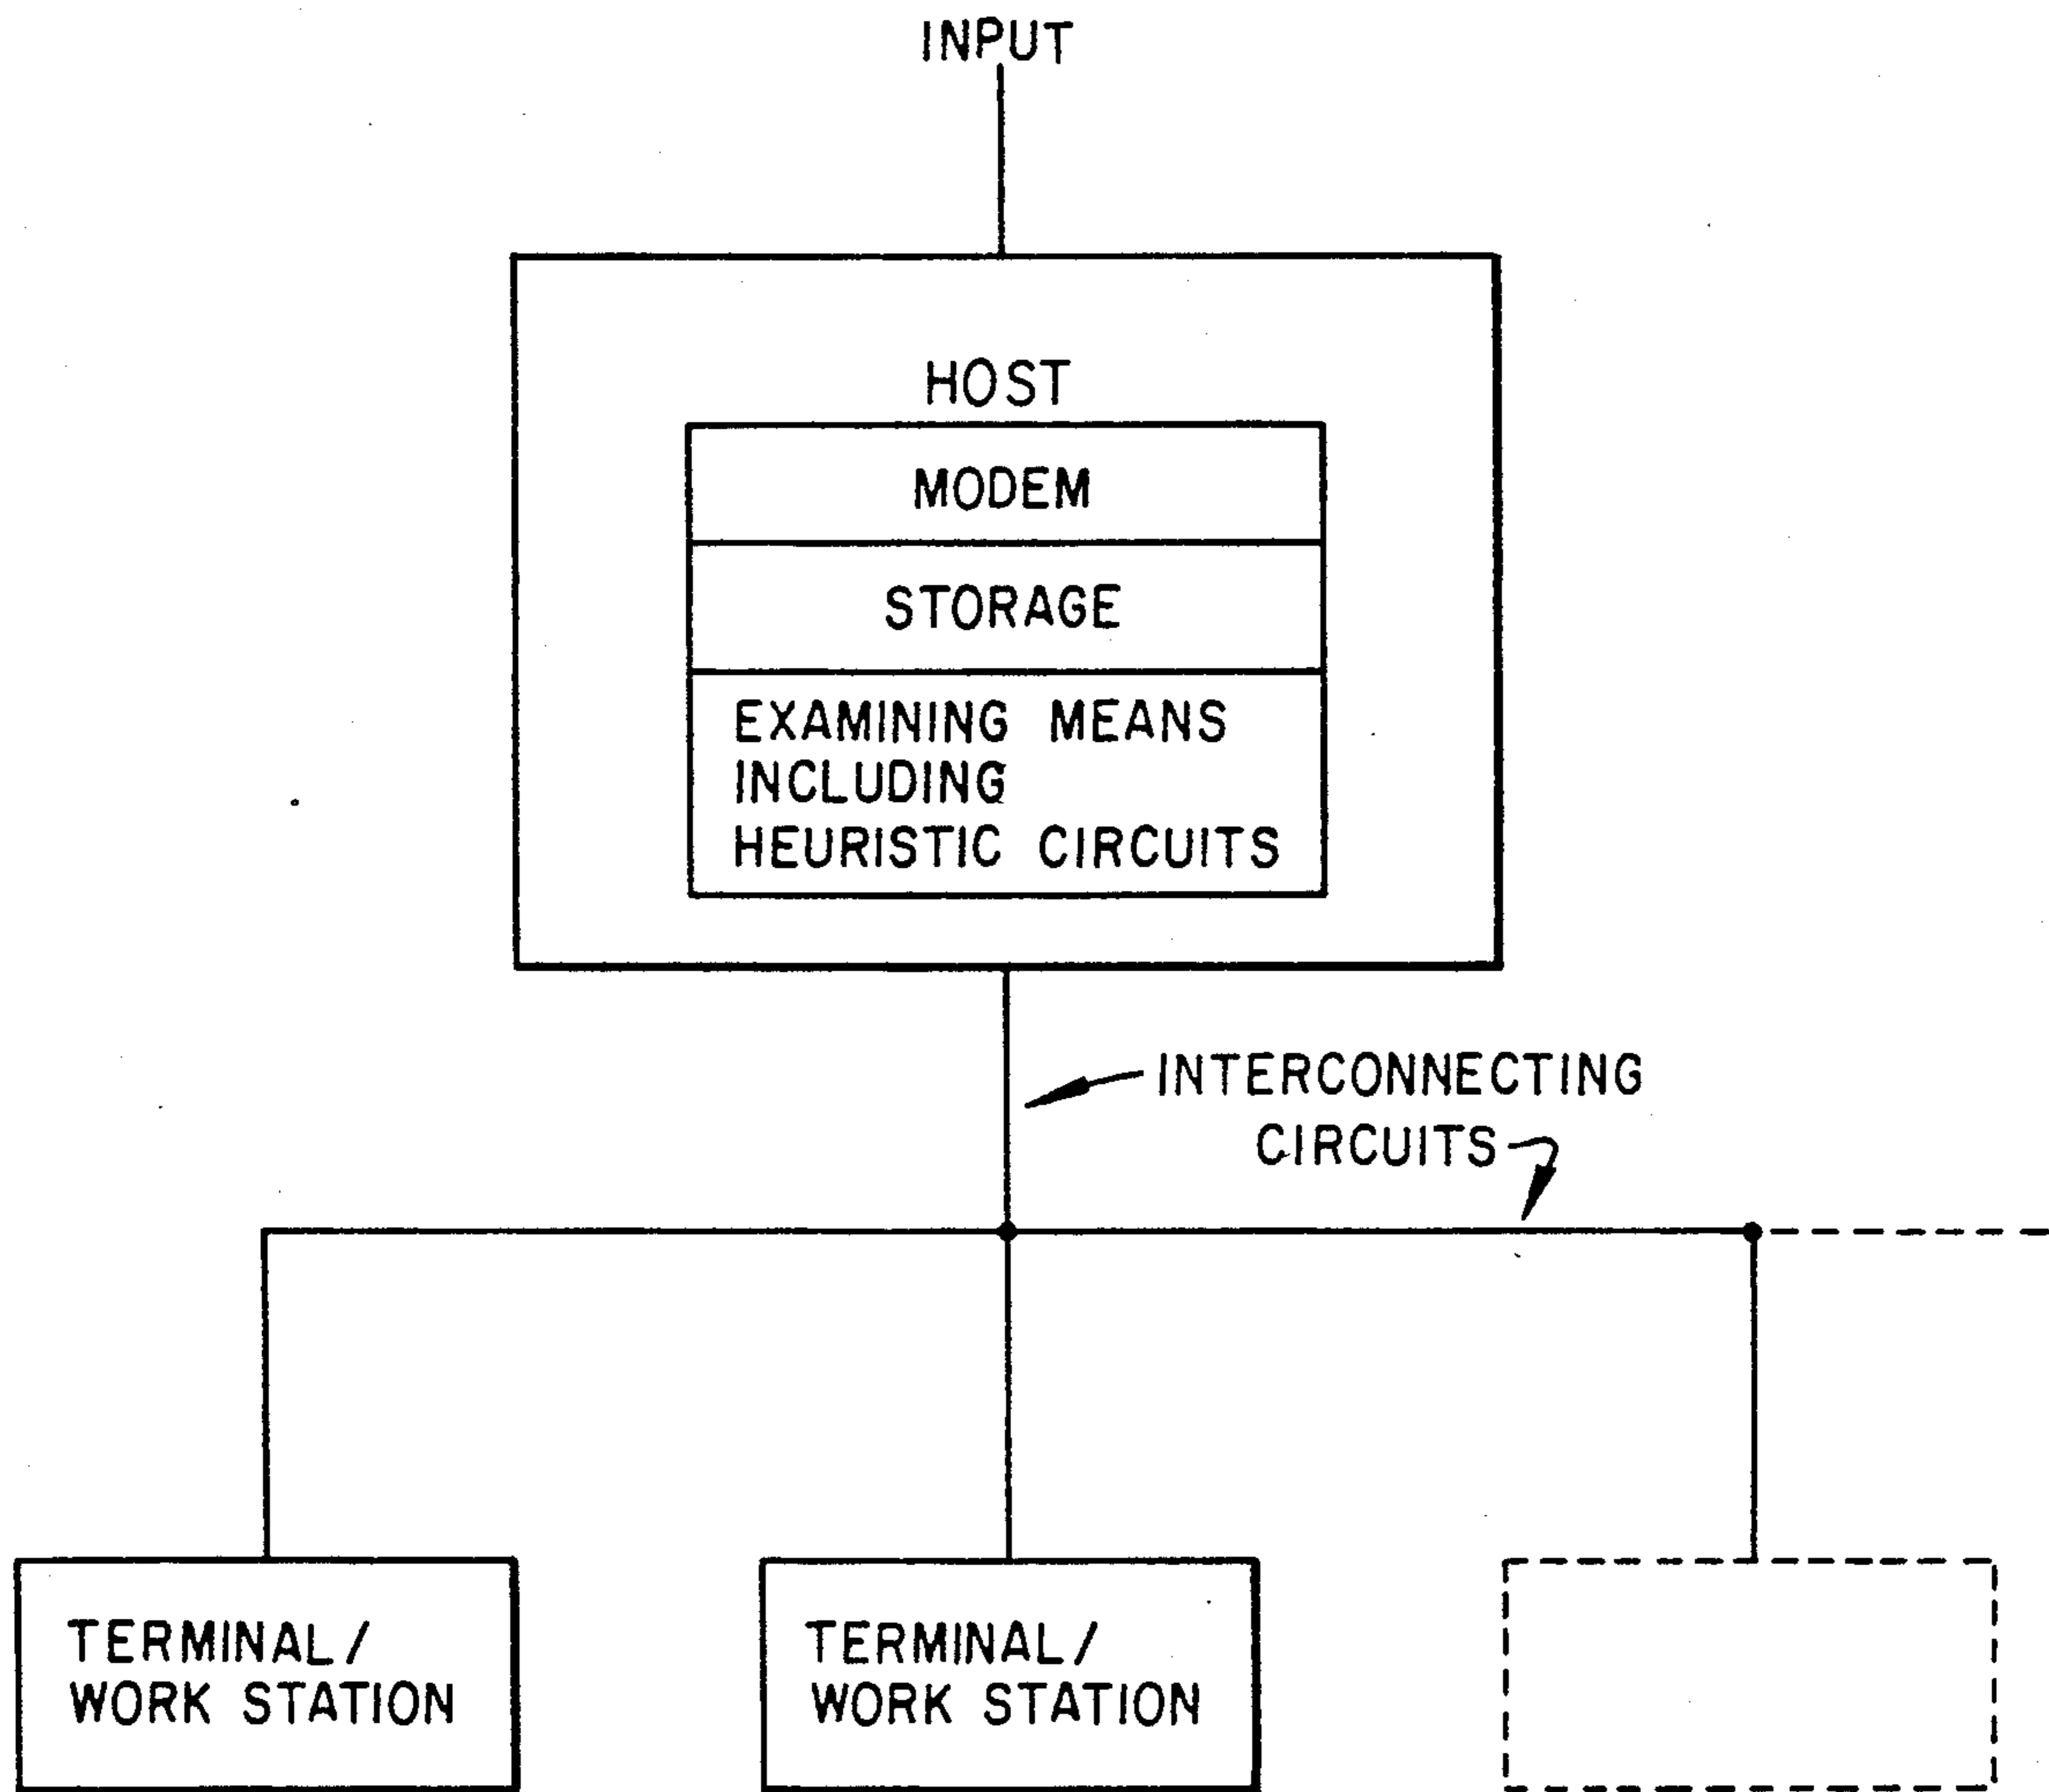 INPUT
HOST
MODEM
STORAGE
EXAMINING MEANS
INCLUDING
HEURISTIC CIRCUITS
INTERCONNECTING
CIRCUITS
TERMINAL/
WORK STATION
TERMINAL/
WORK STATION